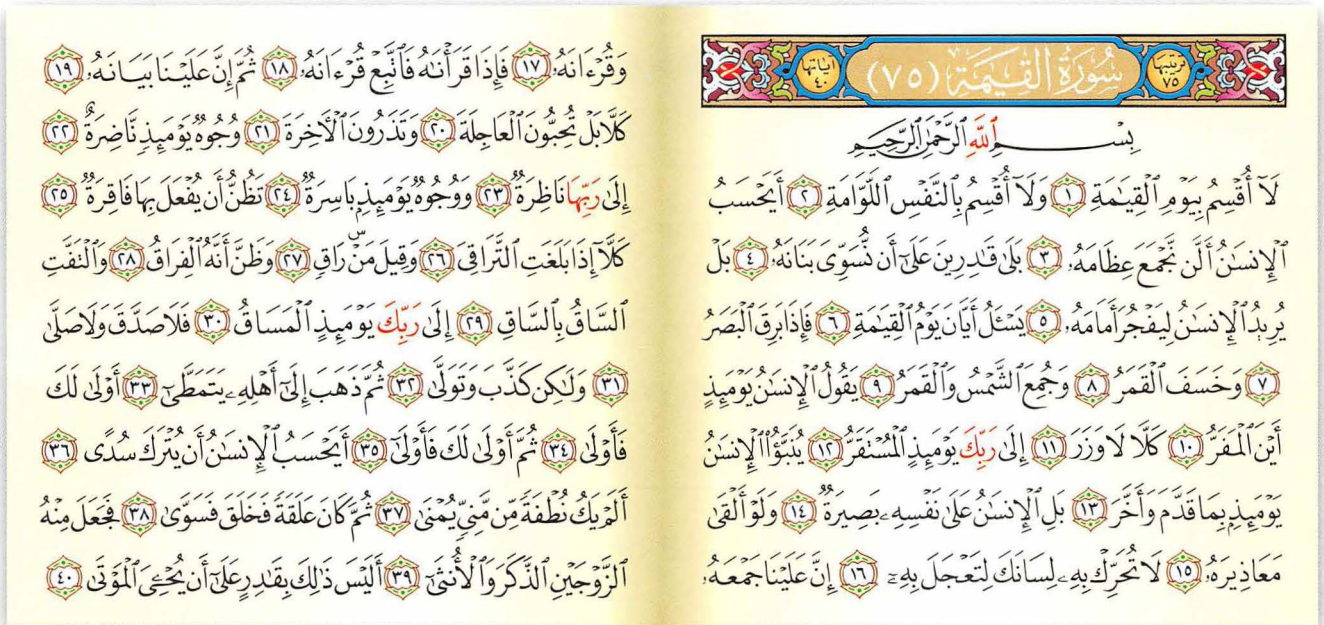 ترتيبها ٧٥ سُورَةُ القِيَٰمَةِ (٧٥) آياتها ٤٠
بِسْمِ ٱللَّهِ ٱلرَّحْمَٰنِ ٱلرَّحِيمِ
لَآ أُقْسِمُ بِيَوْمِ ٱلْقِيَٰمَةِ ١ وَلَآ أُقْسِمُ بِٱلنَّفْسِ ٱللَّوَّامَةِ ٢ أَيَحْسَبُ
ٱلْإِنسَٰنُ أَلَّن نَّجْمَعَ عِظَامَهُۥ ٣ بَلَىٰ قَٰدِرِينَ عَلَىٰٓ أَن نُّسَوِّىَ بَنَانَهُۥ ٤ بَلْ
يُرِيدُ ٱلْإِنسَٰنُ لِيَفْجُرَ أَمَامَهُۥ ٥ يَسْـَٔلُ أَيَّانَ يَوْمُ ٱلْقِيَٰمَةِ ٦ فَإِذَا بَرِقَ ٱلْبَصَرُ
٧ وَخَسَفَ ٱلْقَمَرُ ٨ وَجُمِعَ ٱلشَّمْسُ وَٱلْقَمَرُ ٩ يَقُولُ ٱلْإِنسَٰنُ يَوْمَئِذٍ
أَيْنَ ٱلْمَفَرُّ ١٠ كَلَّا لَا وَزَرَ ١١ إِلَىٰ رَبِّكَ يَوْمَئِذٍ ٱلْمُسْتَقَرُّ ١٢ يُنَبَّؤُا۟ ٱلْإِنسَٰنُ
يَوْمَئِذٍۭ بِمَا قَدَّمَ وَأَخَّرَ ١٣ بَلِ ٱلْإِنسَٰنُ عَلَىٰ نَفْسِهِۦ بَصِيرَةٌ ١٤ وَلَوْ أَلْقَىٰ
مَعَاذِيرَهُۥ ١٥ لَا تُحَرِّكْ بِهِۦ لِسَانَكَ لِتَعْجَلَ بِهِۦٓ ١٦ إِنَّ عَلَيْنَا جَمْعَهُۥ
وَقُرْءَانَهُۥ ١٧ فَإِذَا قَرَأْنَٰهُ فَٱتَّبِعْ قُرْءَانَهُۥ ١٨ ثُمَّ إِنَّ عَلَيْنَا بَيَانَهُۥ ١٩
كَلَّا بَلْ تُحِبُّونَ ٱلْعَاجِلَةَ ٢٠ وَتَذَرُونَ ٱلْءَاخِرَةَ ٢١ وُجُوهٌ يَوْمَئِذٍ نَّاضِرَةٌ ٢٢
إِلَىٰ رَبِّهَا نَاظِرَةٌ ٢٣ وَوُجُوهٌ يَوْمَئِذٍۭ بَاسِرَةٌ ٢٤ تَظُنُّ أَن يُفْعَلَ بِهَا فَاقِرَةٌ ٢٥
كَلَّآ إِذَا بَلَغَتِ ٱلتَّرَاقِىَ ٢٦ وَقِيلَ مَنْ ۜ رَاقٍ ٢٧ وَظَنَّ أَنَّهُ ٱلْفِرَاقُ ٢٨ وَٱلْتَفَّتِ
ٱلسَّاقُ بِٱلسَّاقِ ٢٩ إِلَىٰ رَبِّكَ يَوْمَئِذٍ ٱلْمَسَاقُ ٣٠ فَلَا صَدَّقَ وَلَا صَلَّىٰ
٣١ وَلَٰكِن كَذَّبَ وَتَوَلَّىٰ ٣٢ ثُمَّ ذَهَبَ إِلَىٰٓ أَهْلِهِۦ يَتَمَطَّىٰٓ ٣٣ أَوْلَىٰ لَكَ
فَأَوْلَىٰ ٣٤ ثُمَّ أَوْلَىٰ لَكَ فَأَوْلَىٰٓ ٣٥ أَيَحْسَبُ ٱلْإِنسَٰنُ أَن يُتْرَكَ سُدًى ٣٦
أَلَمْ يَكُ نُطْفَةً مِّن مَّنِىٍّ يُمْنَىٰ ٣٧ ثُمَّ كَانَ عَلَقَةً فَخَلَقَ فَسَوَّىٰ ٣٨ فَجَعَلَ مِنْهُ
ٱلزَّوْجَيْنِ ٱلذَّكَرَ وَٱلْأُنثَىٰٓ ٣٩ أَلَيْسَ ذَٰلِكَ بِقَٰدِرٍ عَلَىٰٓ أَن يُحْـِۧىَ ٱلْمَوْتَىٰ ٤٠